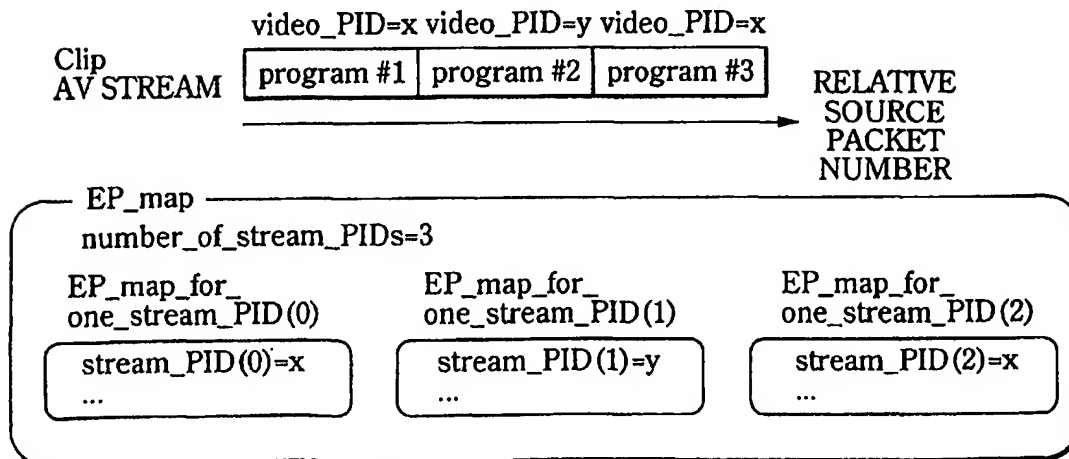 video_PID=x video_PID=y video_PID=x
Clip
AV STREAM
program #1 program #2 program #3
RELATIVE
SOURCE
PACKET
NUMBER
EP_map
number_of_stream_PIDs=3
EP_map_for_
one_stream_PID(0)
stream_PID(0)=x
...
EP_map_for_
one_stream_PID(1)
stream_PID(1)=y
...
EP_map_for_
one_stream_PID(2)
stream_PID(2)=x
...